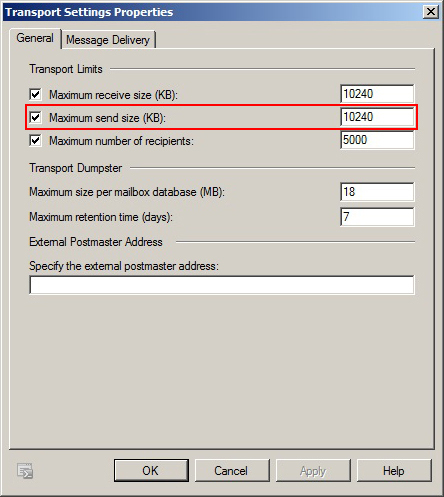 Transport Settings Properties
General Message Delivery
Transport Limits
Maximum receive size (KB): 10240
Maximum send size (KB): 10240
Maximum number of recipients: 5000
Transport Dumpster
Maximum size per mailbox database (MB): 18
Maximum retention time (days): 7
External Postmaster Address
Specify the external postmaster address:
OK Cancel Apply Help